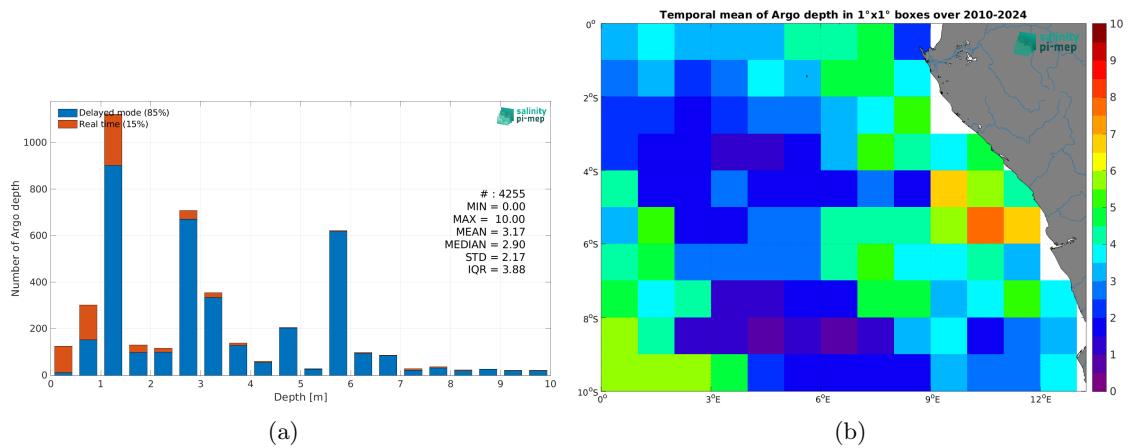 Delayed mode (85%)
Real time (15%)
salinity
pi-mep
# : 4255
MIN = 0.00
MAX = 10.00
MEAN = 3.17
MEDIAN = 2.90
STD = 2.17
IQR = 3.88
Number of Argo depth
1000
800
600
400
200
0
0 1 2 3 4 5 6 7 8 9 10
Depth [m]
(a)
Temporal mean of Argo depth in 1°x1° boxes over 2010-2024
salinity
pi-mep
0°
2°S
4°S
6°S
8°S
10°S
0° 3°E 6°E 9°E 12°E
10
9
8
7
6
5
4
3
2
1
0
(b)